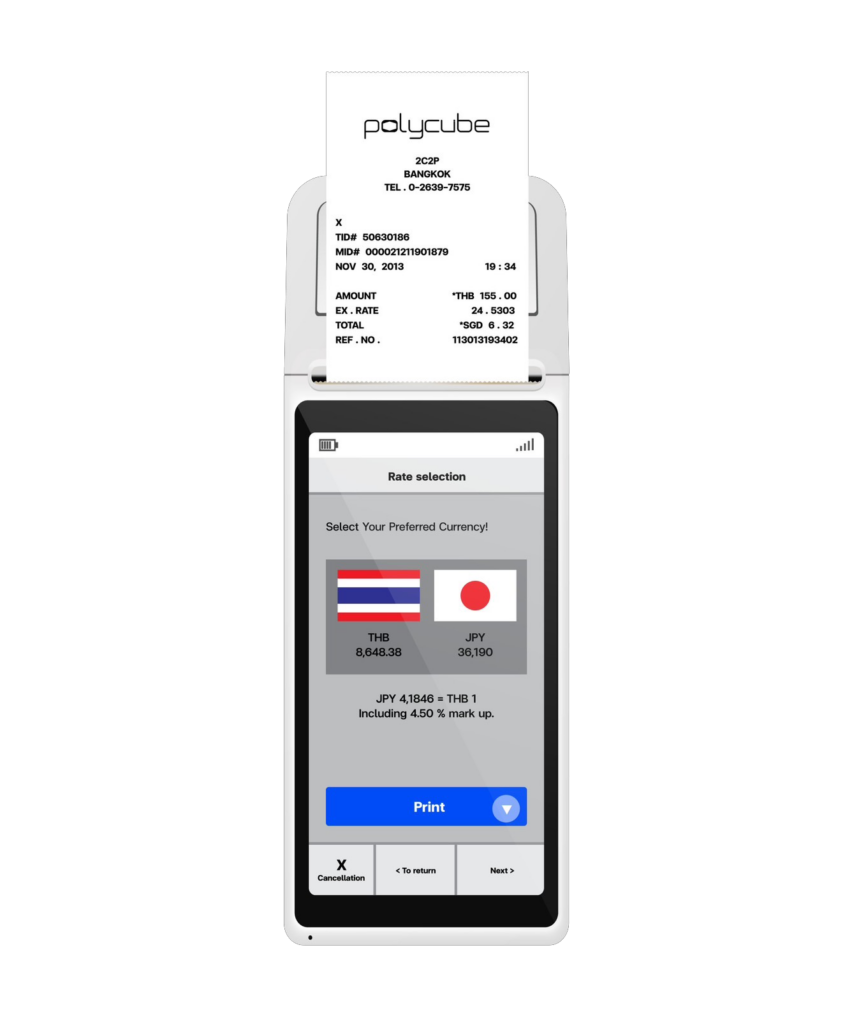 polycube
2C2P
BANGKOK
TEL . 0-2639-7575
X
TID# 50630186
MID# 000021211901879
NOV 30, 2013 19 : 34
AMOUNT *THB 155 . 00
EX . RATE 24 . 5303
TOTAL *SGD 6 . 32
REF . NO . 113013193402
Rate selection
Select Your Preferred Currency!
THB JPY
8,648.38 36,190
JPY 4,1846 = THB 1
Including 4.50 % mark up.
Print
X
Cancellation < To return Next >